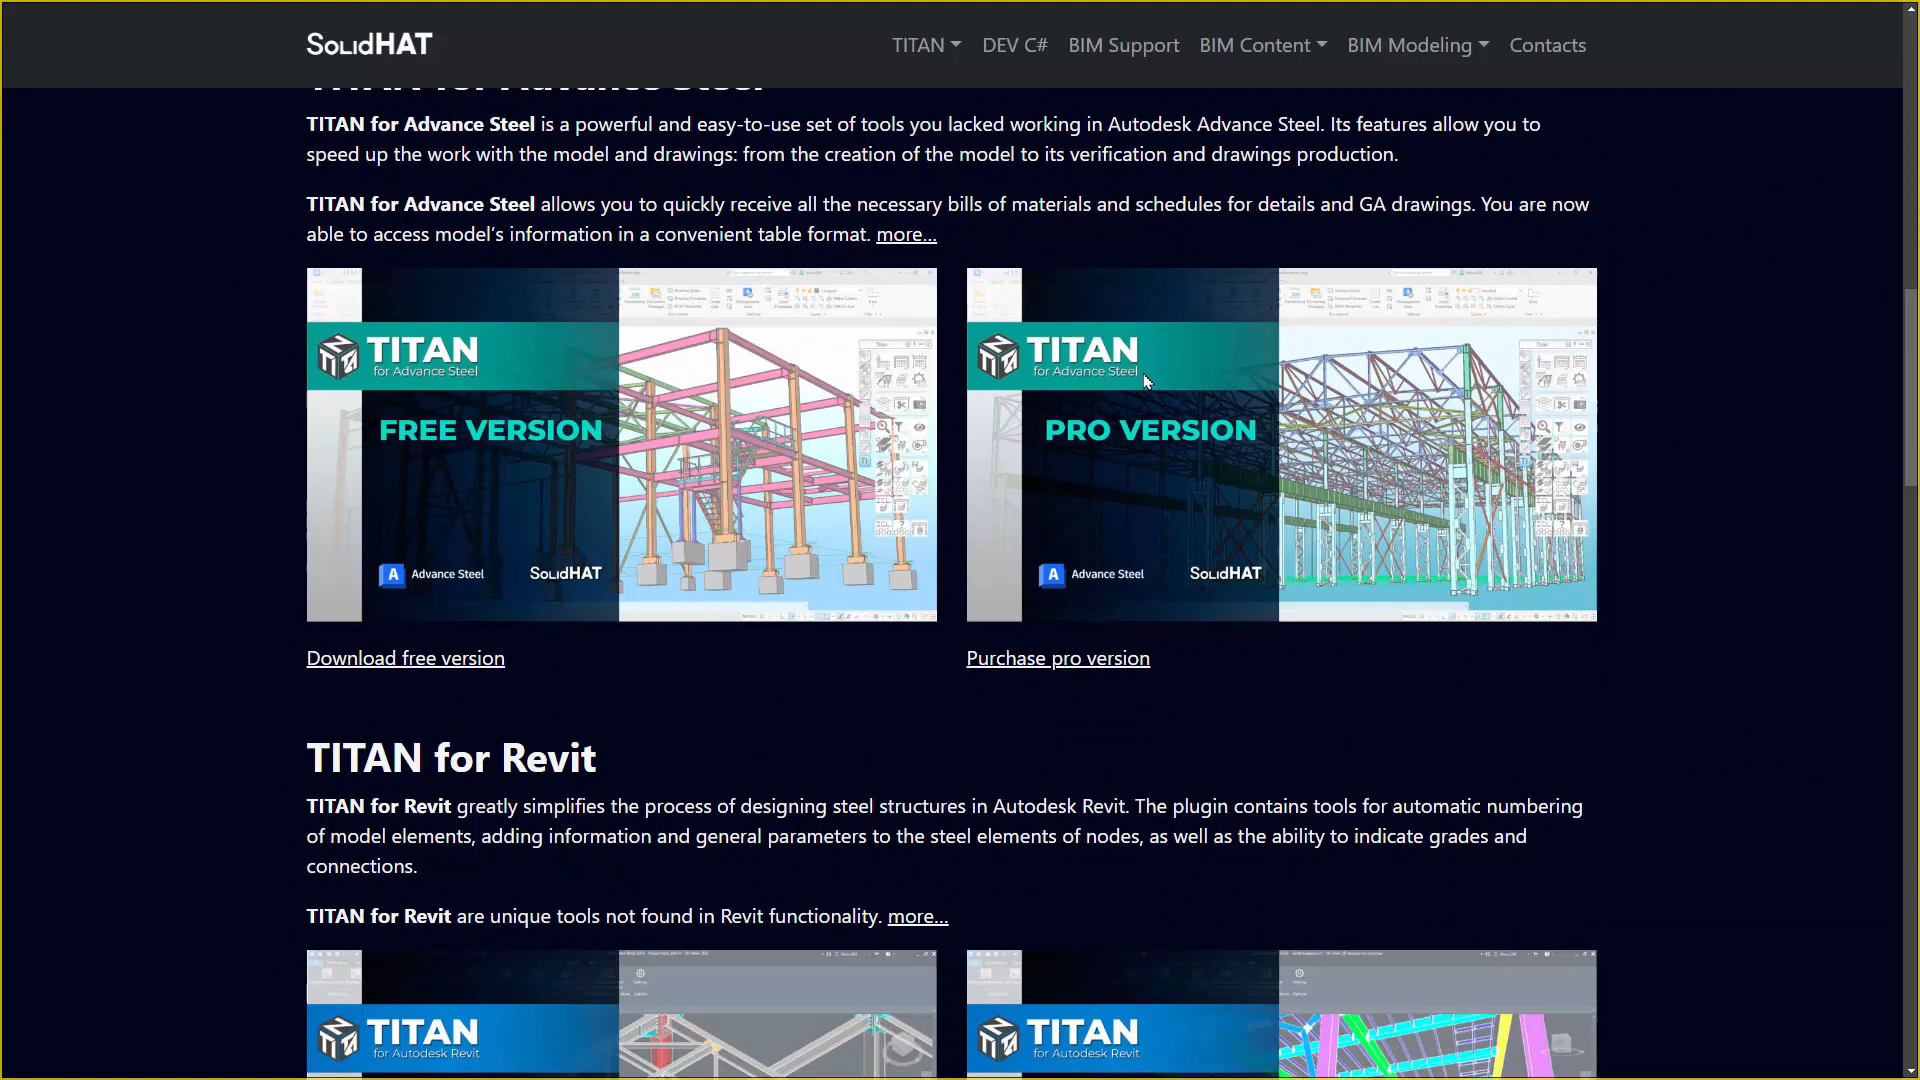 SolidHAT
TITAN DEV C# BIM Support BIM Content BIM Modeling Contacts
TITAN for Advance Steel
TITAN for Advance Steel is a powerful and easy-to-use set of tools you lacked working in Autodesk Advance Steel. Its features allow you to
speed up the work with the model and drawings: from the creation of the model to its verification and drawings production.
TITAN for Advance Steel allows you to quickly receive all the necessary bills of materials and schedules for details and GA drawings. You are now
able to access model’s information in a convenient table format. more...
TITAN
for Advance Steel
FREE VERSION
A Advance Steel SolidHAT
TITAN
for Advance Steel
PRO VERSION
A Advance Steel SolidHAT
Download free version
Purchase pro version
TITAN for Revit
TITAN for Revit greatly simplifies the process of designing steel structures in Autodesk Revit. The plugin contains tools for automatic numbering
of model elements, adding information and general parameters to the steel elements of nodes, as well as the ability to indicate grades and
connections.
TITAN for Revit are unique tools not found in Revit functionality. more...
TITAN
for Autodesk Revit
TITAN
for Autodesk Revit